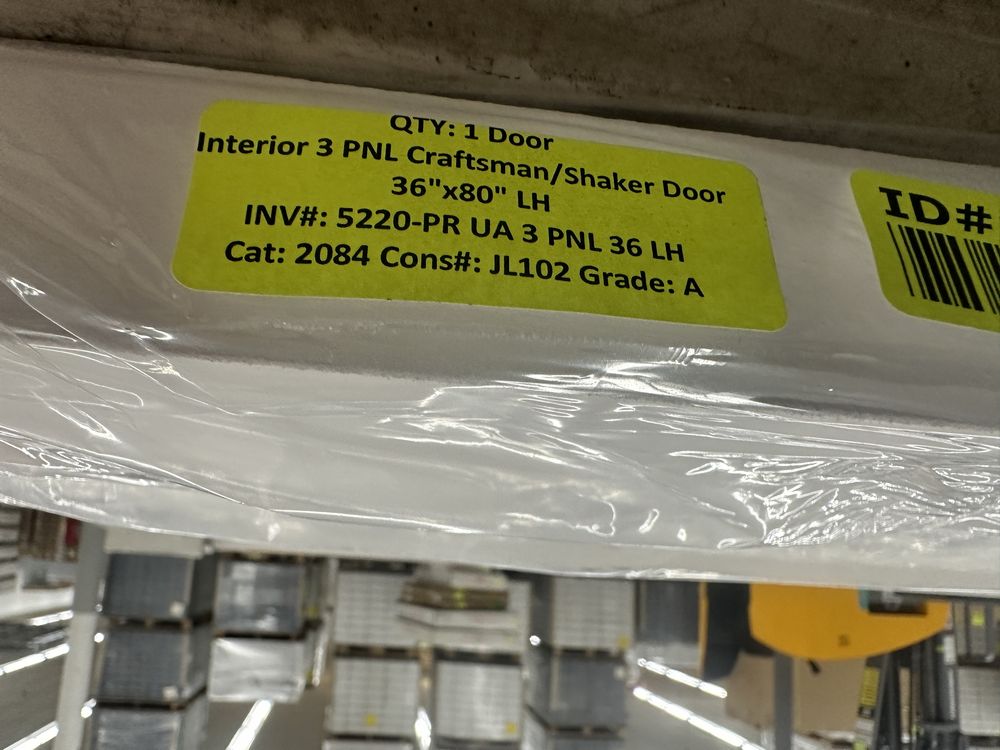 QTY: 1 Door
Interior 3 PNL Craftsman/Shaker Door
36"x80" LH
INV#: 5220-PR UA 3 PNL 36 LH
Cat: 2084 Cons#: JL102 Grade: A
ID#